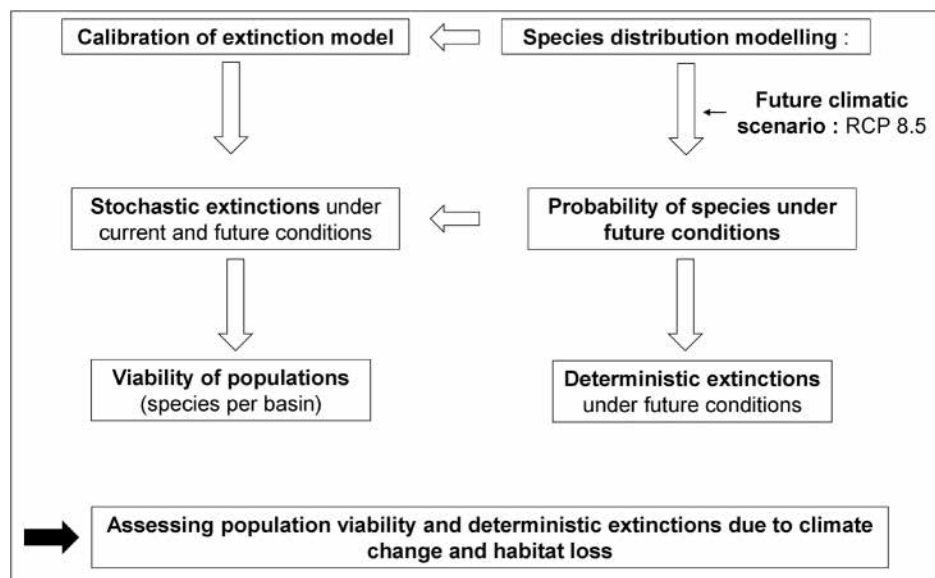 Calibration of extinction model
Species distribution modelling :
Future climatic
scenario : RCP 8.5
Stochastic extinctions under
current and future conditions
Probability of species under
future conditions
Viability of populations
(species per basin)
Deterministic extinctions
under future conditions
Assessing population viability and deterministic extinctions due to climate
change and habitat loss